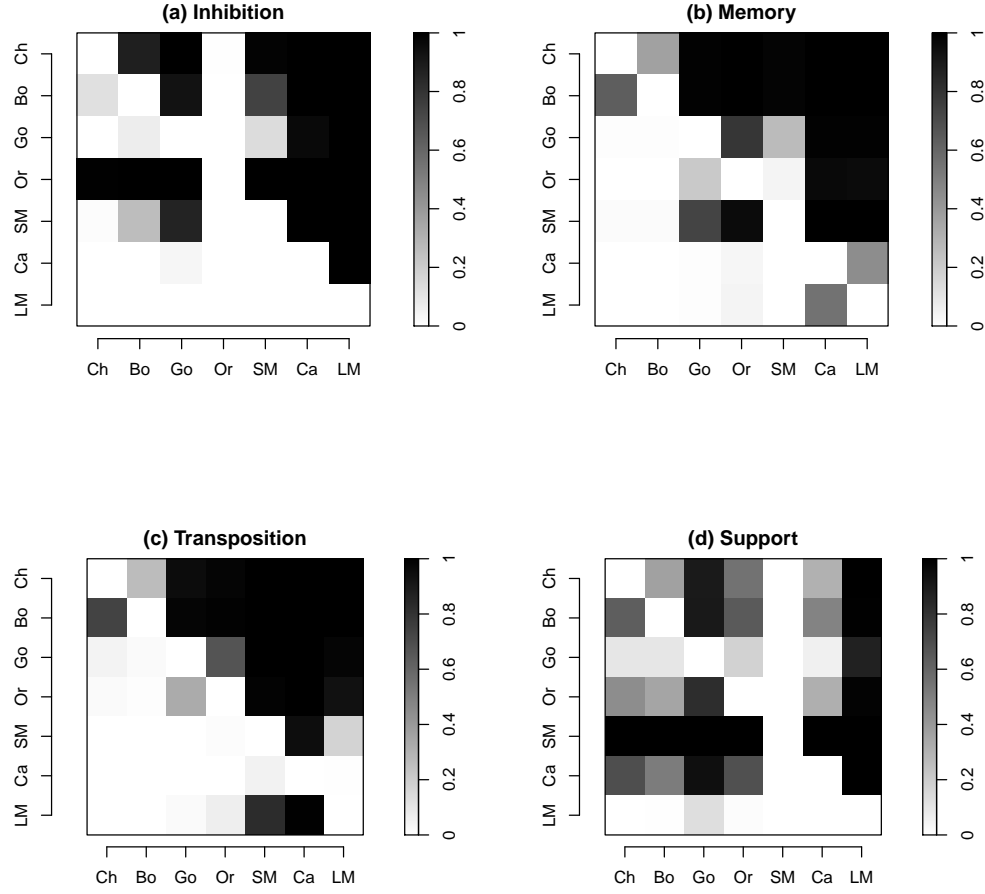 (a) Inhibition
Ch
Bo
Go
Or
SM
Ca
LM
Ch Bo Go Or SM Ca LM
0 0.2 0.4 0.6 0.8 1
(b) Memory
Ch
Bo
Go
Or
SM
Ca
LM
Ch Bo Go Or SM Ca LM
0 0.2 0.4 0.6 0.8 1
(c) Transposition
Ch
Bo
Go
Or
SM
Ca
LM
Ch Bo Go Or SM Ca LM
0 0.2 0.4 0.6 0.8 1
(d) Support
Ch
Bo
Go
Or
SM
Ca
LM
Ch Bo Go Or SM Ca LM
0 0.2 0.4 0.6 0.8 1